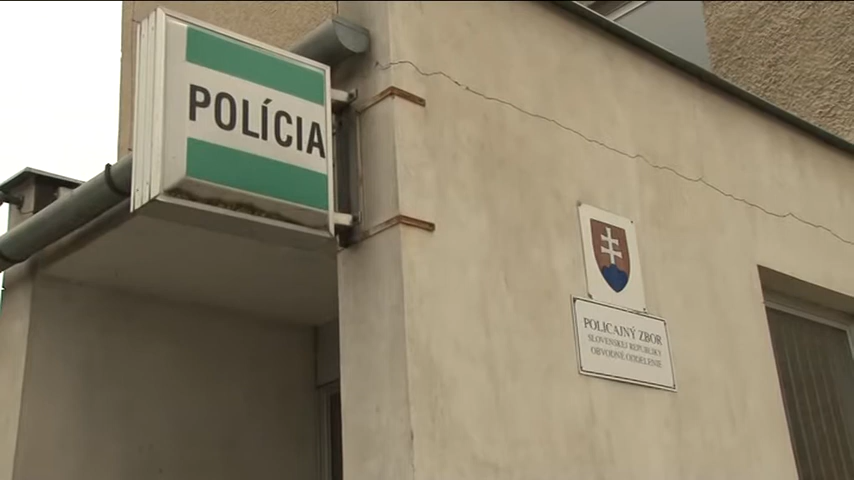 POLÍCIA
POLICAJNÝ ZBOR
SLOVENSKEJ REPUBLIKY
OBVODNÉ ODDELENIE